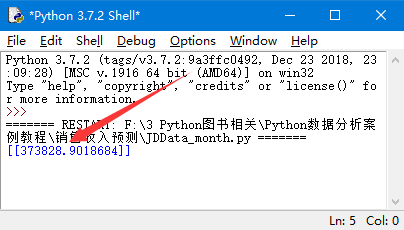 *Python 3.7.2 Shell*
File Edit Shell Debug Options Window Help
Python 3.7.2 (tags/v3.7.2:9a3ffc0492, Dec 23 2018, 23
:09:28) [MSC v.1916 64 bit (AMD64)] on win32
Type "help", "copyright", "credits" or "license()" fo
r more information.
>>>
======= RESTART: F:\3 Python图书相关\Python数据分析案
例教程\销售收入预测\JDData_month.py =======
[[373828.9018684]]
Ln: 5 Col: 0